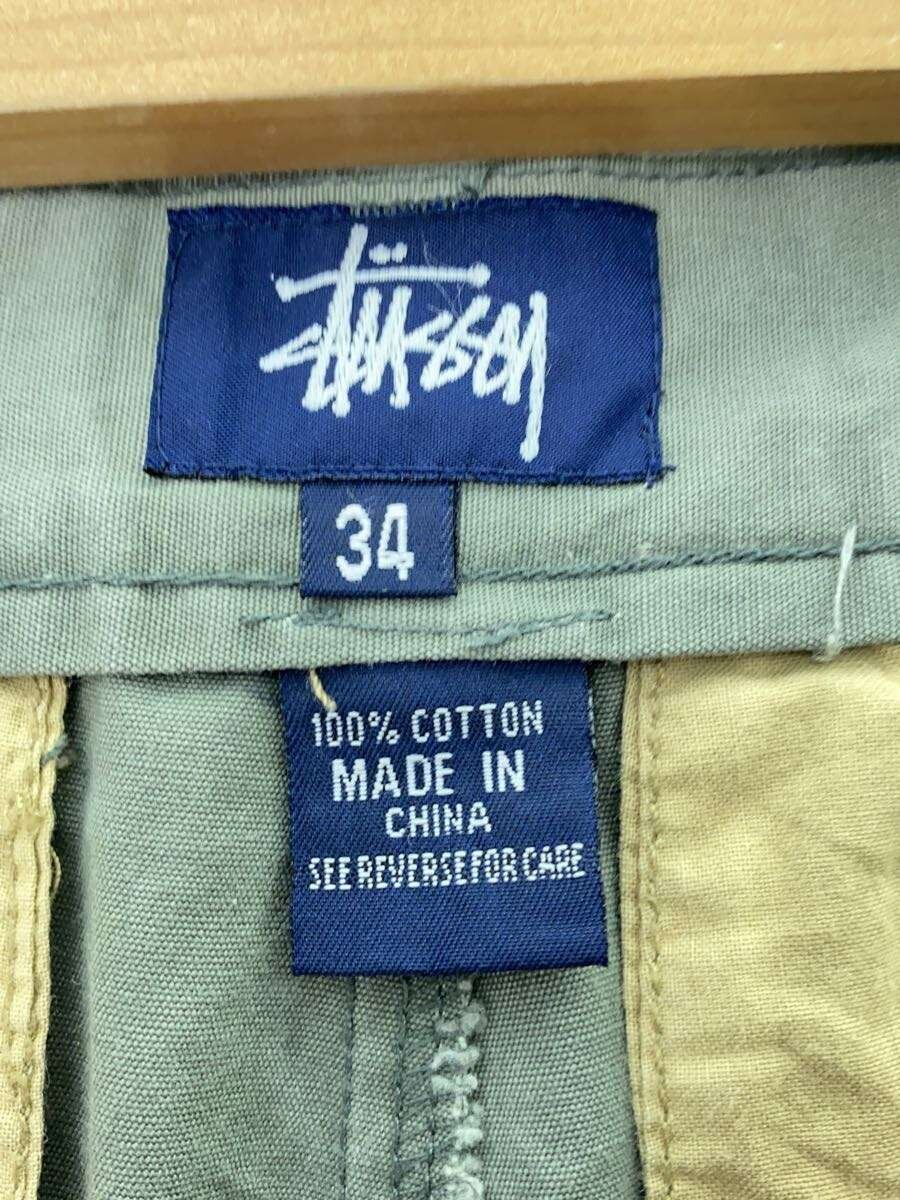 Stüssy
34
100% COTTON
MADE IN
CHINA
SEE REVERSE FOR CARE